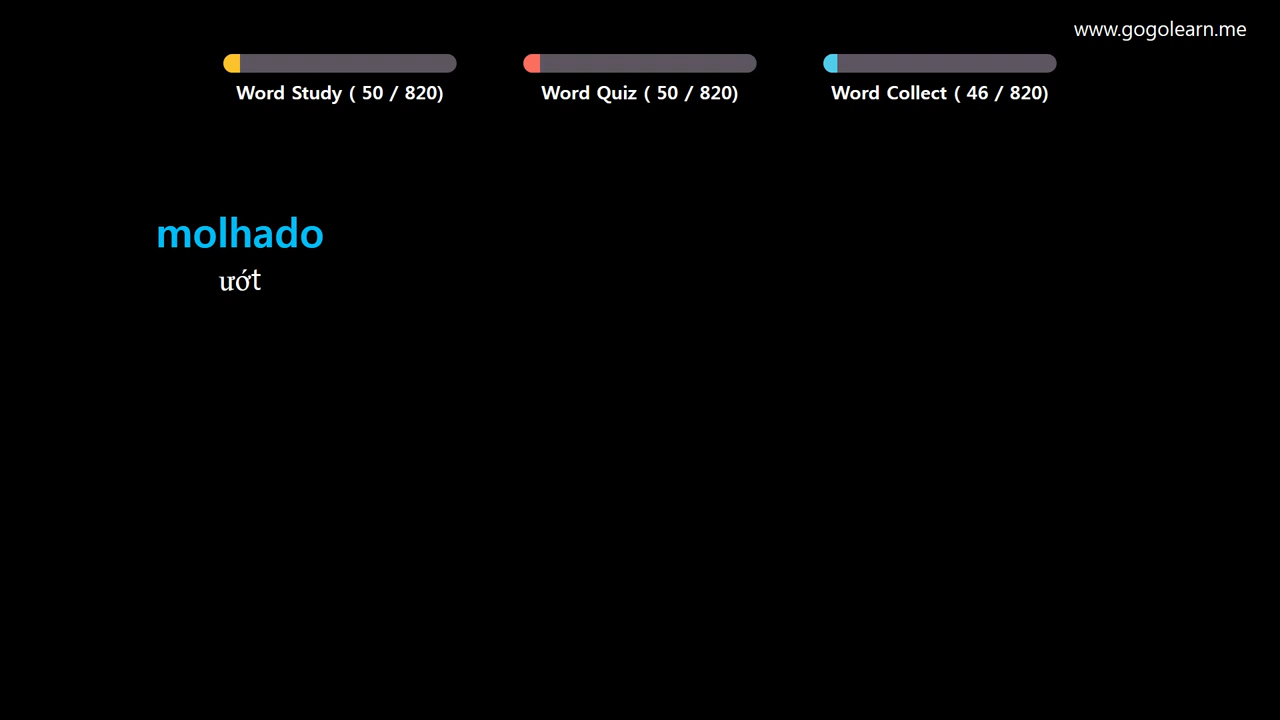 www.gogolearn.me
Word Study ( 50 / 820)
Word Quiz ( 50 / 820)
Word Collect ( 46 / 820)
molhado
ướt